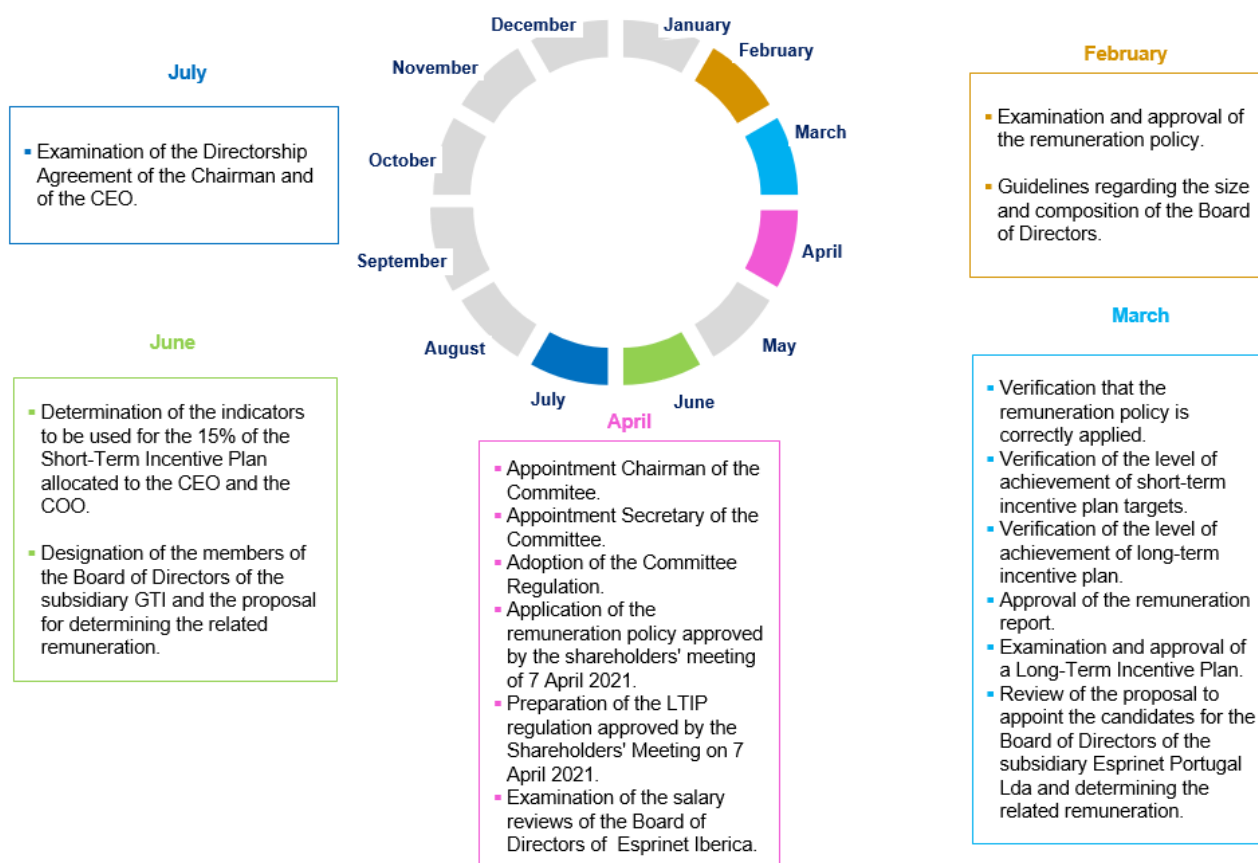 December
January
November
February
October
March
September
April
August
May
July
June
July
▪ Examination of the Directorship
Agreement of the Chairman and
of the CEO.
June
▪ Determination of the indicators
to be used for the 15% of the
Short-Term Incentive Plan
allocated to the CEO and the
COO.
▪ Designation of the members of
the Board of Directors of the
subsidiary GTI and the proposal
for determining the related
remuneration.
April
▪ Appointment Chairman of the
Commitee.
▪ Appointment Secretary of the
Committee.
▪ Adoption of the Committee
Regulation.
▪ Application of the
remuneration policy approved
by the shareholders' meeting
of 7 April 2021.
▪ Preparation of the LTIP
regulation approved by the
Shareholders' Meeting on 7
April 2021.
▪ Examination of the salary
reviews of the Board of
Directors of Esprinet Iberica.
February
▪ Examination and approval of
the remuneration policy.
▪ Guidelines regarding the size
and composition of the Board
of Directors.
March
▪ Verification that the
remuneration policy is
correctly applied.
▪ Verification of the level of
achievement of short-term
incentive plan targets.
▪ Verification of the level of
achievement of long-term
incentive plan.
▪ Approval of the remuneration
report.
▪ Examination and approval of
a Long-Term Incentive Plan.
▪ Review of the proposal to
appoint the candidates for the
Board of Directors of the
subsidiary Esprinet Portugal
Lda and determining the
related remuneration.